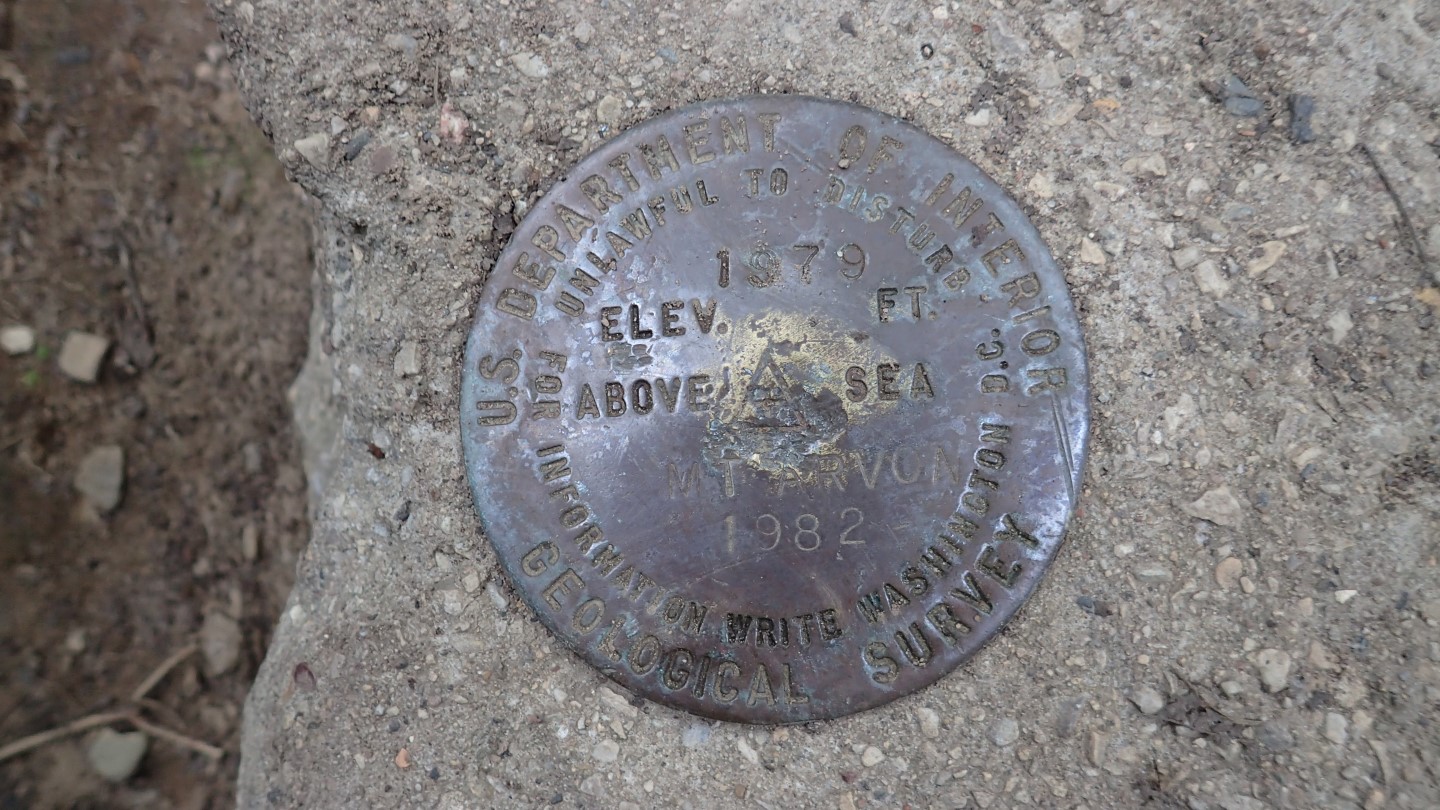 U.S. DEPARTMENT OF INTERIOR
UNLAWFUL TO DISTURB
1979
ELEV. FT.
ABOVE SEA
MT ARVON
1982
FOR INFORMATION WRITE WASHINGTON D.C.
GEOLOGICAL SURVEY